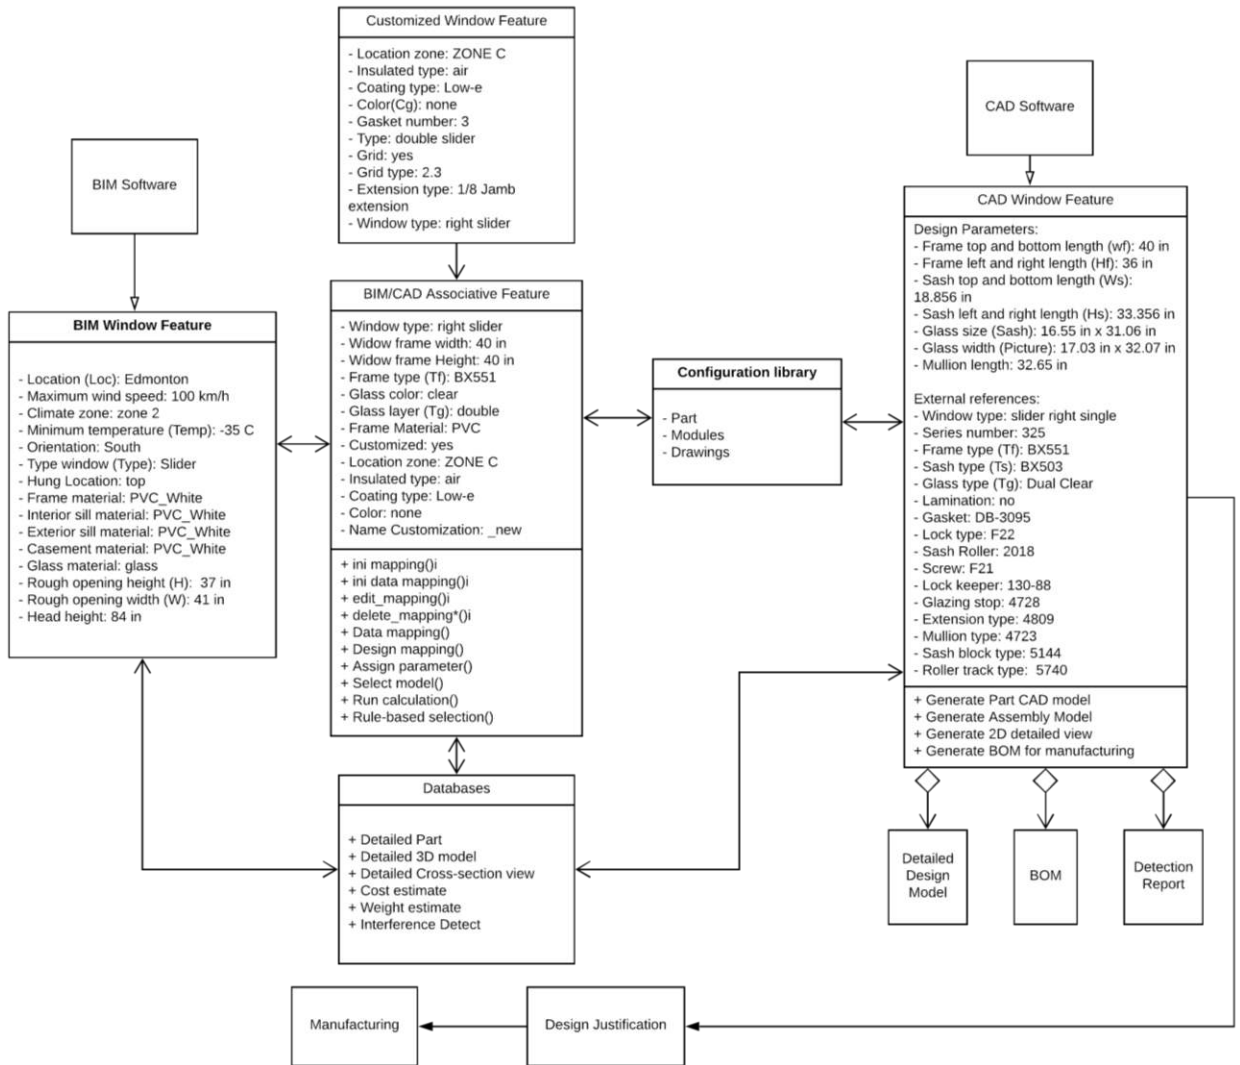 Customized Window Feature
- Location zone: ZONE C
- Insulated type: air
- Coating type: Low-e
- Color(Cg): none
- Gasket number: 3
- Type: double slider
- Grid: yes
- Grid type: 2.3
- Extension type: 1/8 Jamb
extension
- Window type: right slider
CAD Software
BIM Software
BIM Window Feature
- Location (Loc): Edmonton
- Maximum wind speed: 100 km/h
- Climate zone: zone 2
- Minimum temperature (Temp): -35 C
- Orientation: South
- Type window (Type): Slider
- Hung Location: top
- Frame material: PVC_White
- Interior sill material: PVC_White
- Exterior sill material: PVC_White
- Casement material: PVC_White
- Glass material: glass
- Rough opening height (H): 37 in
- Rough opening width (W): 41 in
- Head height: 84 in
BIM/CAD Associative Feature
- Window type: right slider
- Widow frame width: 40 in
- Widow frame Height: 40 in
- Frame type (Tf): BX551
- Glass color: clear
- Glass layer (Tg): double
- Frame Material: PVC
- Customized: yes
- Location zone: ZONE C
- Insulated type: air
- Coating type: Low-e
- Color: none
- Name Customization: _new
+ ini mapping()i
+ ini data mapping()i
+ edit_mapping()i
+ delete_mapping*()i
+ Data mapping()
+ Design mapping()
+ Assign parameter()
+ Select model()
+ Run calculation()
+ Rule-based selection()
Configuration library
- Part
- Modules
- Drawings
CAD Window Feature
Design Parameters:
- Frame top and bottom length (wf): 40 in
- Frame left and right length (Hf): 36 in
- Sash top and bottom length (Ws):
18.856 in
- Sash left and right length (Hs): 33.356 in
- Glass size (Sash): 16.55 in x 31.06 in
- Glass width (Picture): 17.03 in x 32.07 in
- Mullion length: 32.65 in
External references:
- Window type: slider right single
- Series number: 325
- Frame type (Tf): BX551
- Sash type (Ts): BX503
- Glass type (Tg): Dual Clear
- Lamination: no
- Gasket: DB-3095
- Lock type: F22
- Sash Roller: 2018
- Screw: F21
- Lock keeper: 130-88
- Glazing stop: 4728
- Extension type: 4809
- Mullion type: 4723
- Sash block type: 5144
- Roller track type: 5740
+ Generate Part CAD model
+ Generate Assembly Model
+ Generate 2D detailed view
+ Generate BOM for manufacturing
Databases
+ Detailed Part
+ Detailed 3D model
+ Detailed Cross-section view
+ Cost estimate
+ Weight estimate
+ Interference Detect
Detailed
Design
Model
BOM
Detection
Report
Manufacturing
Design Justification